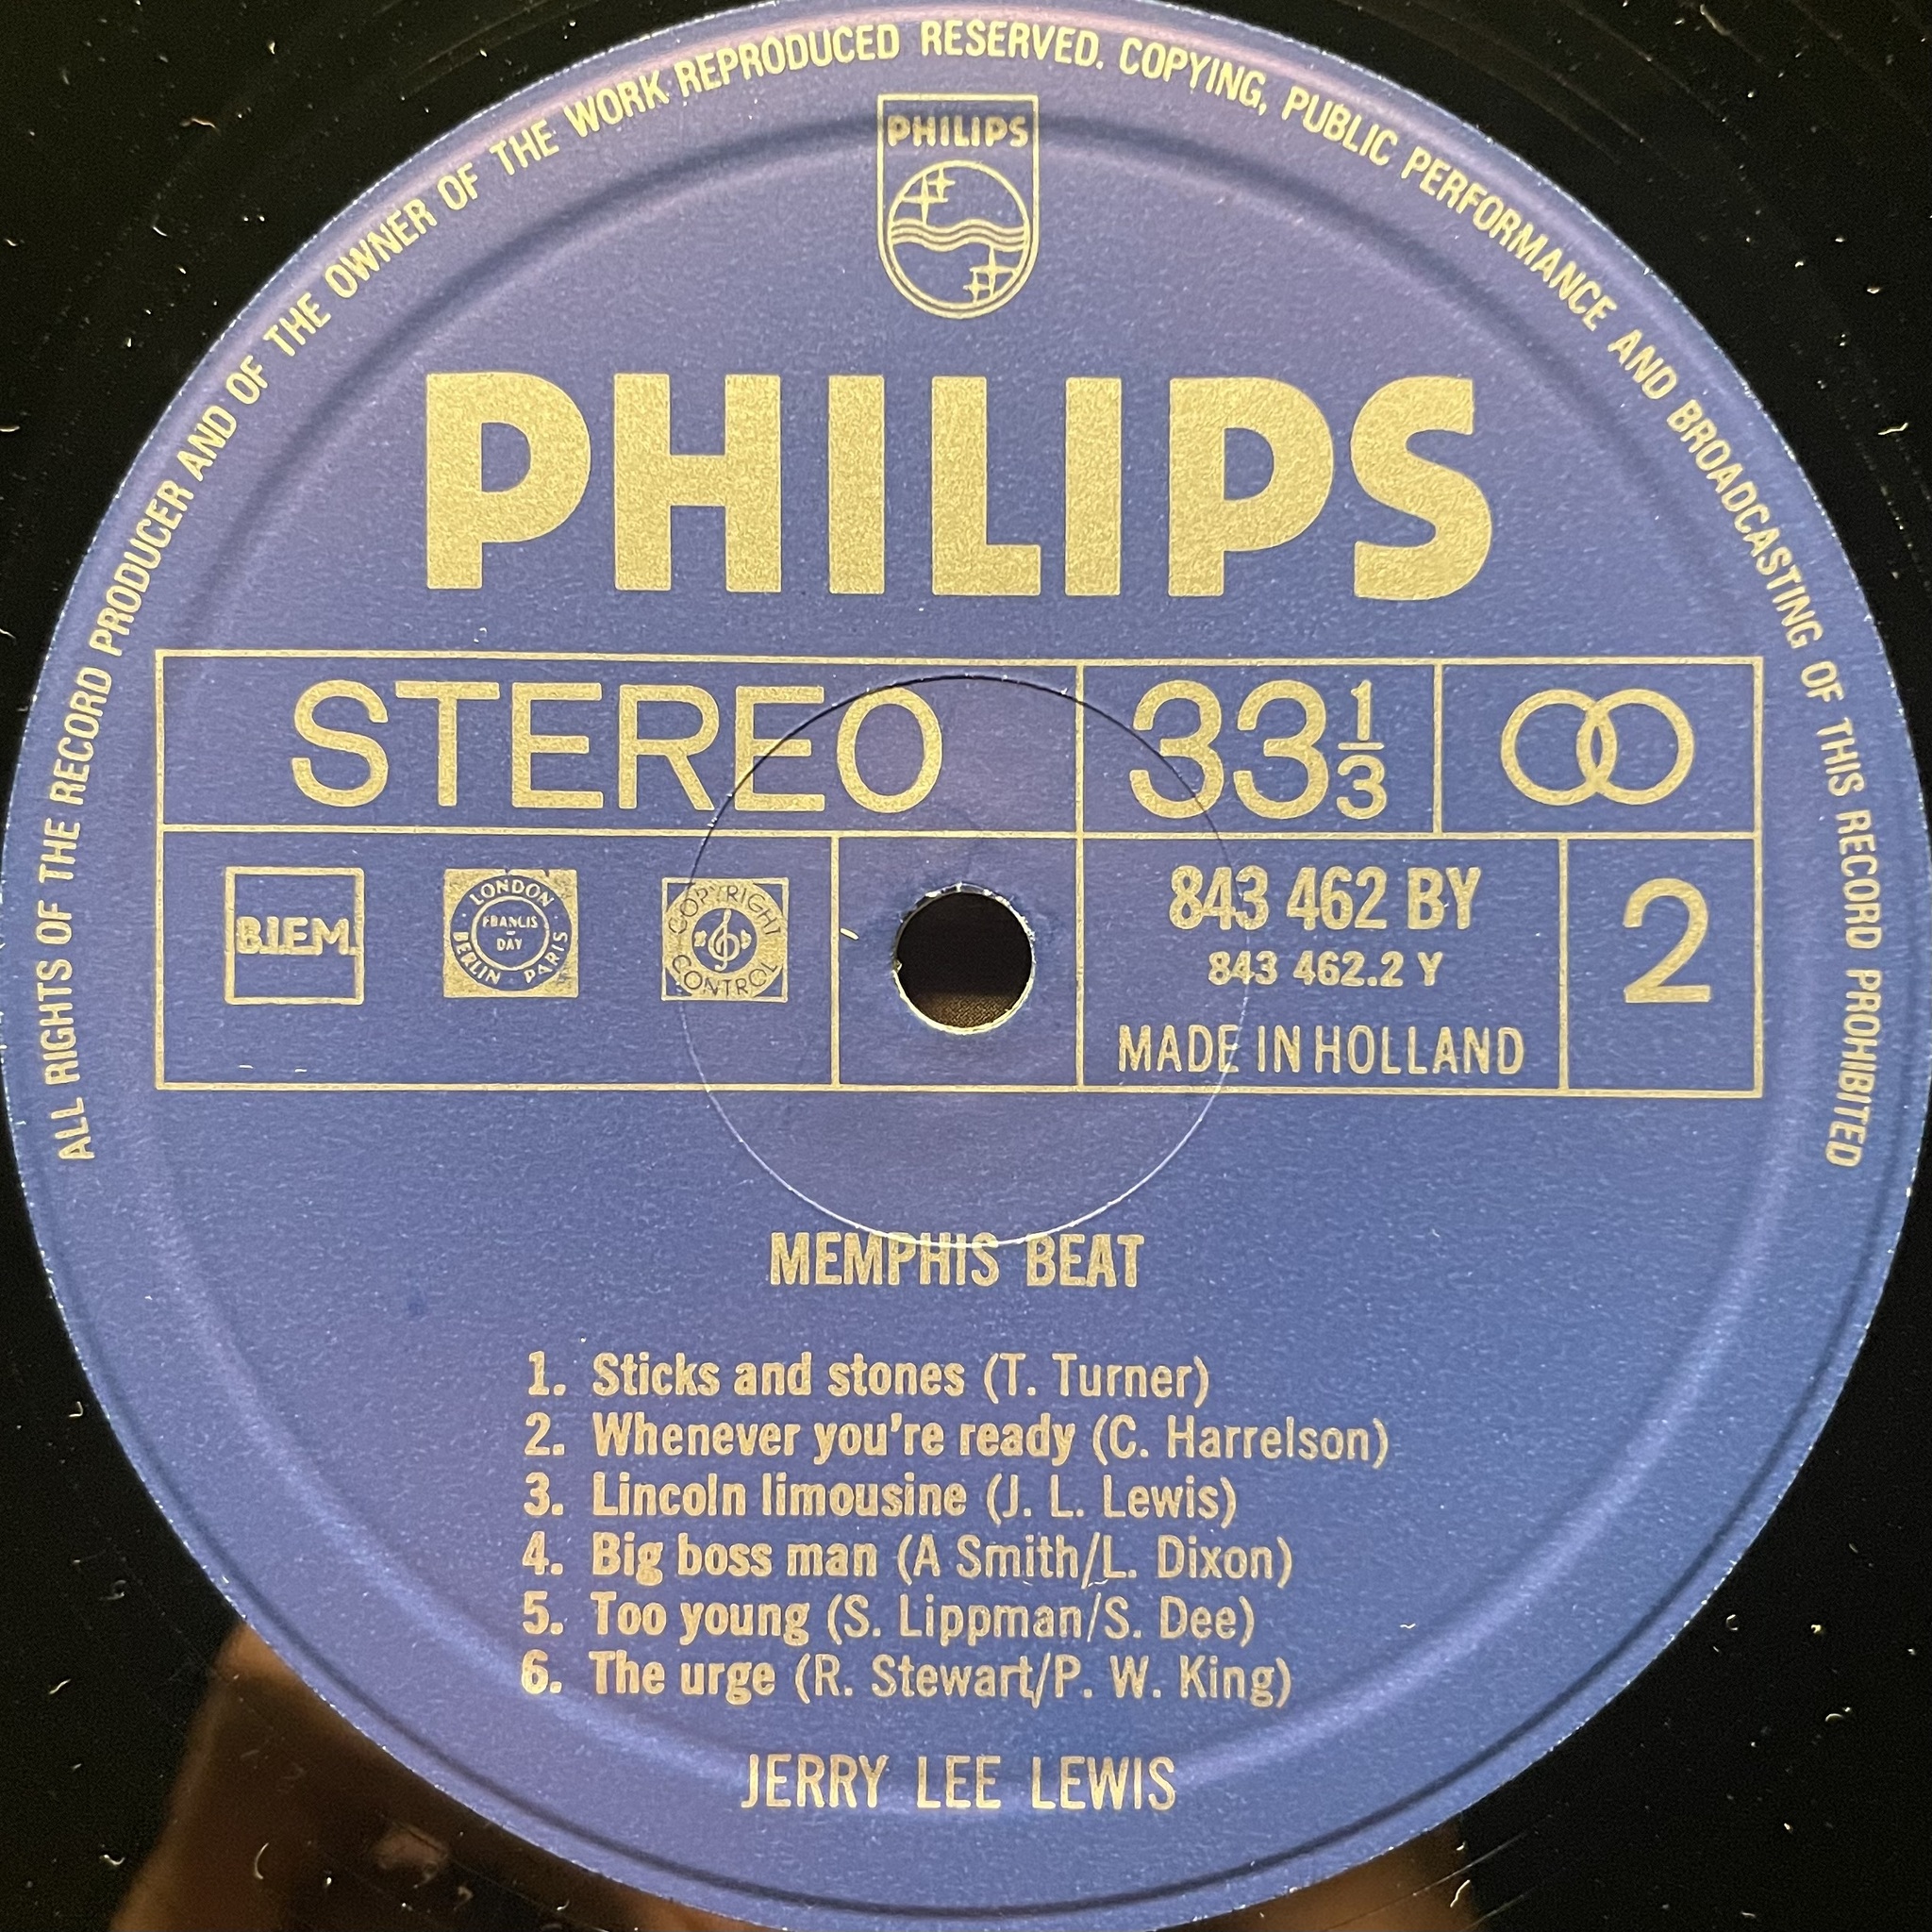 ALL RIGHTS OF THE RECORD PRODUCER AND OF THE OWNER OF THE WORK REPRODUCED RESERVED. COPYING, PUBLIC PERFORMANCE AND BROADCASTING OF THIS RECORD PROHIBITED
PHILIPS
PHILIPS
STEREO 33 1/3
B.I.E.M.
LONDON
FRANCIS - DAY
BERLIN PARIS
COPYRIGHT
CONTROL
843 462 BY
843 462.2 Y
MADE IN HOLLAND
2
MEMPHIS BEAT
1. Sticks and stones (T. Turner)
2. Whenever you're ready (C. Harrelson)
3. Lincoln limousine (J. L. Lewis)
4. Big boss man (A Smith/L. Dixon)
5. Too young (S. Lippman/S. Dee)
6. The urge (R. Stewart/P. W. King)
JERRY LEE LEWIS